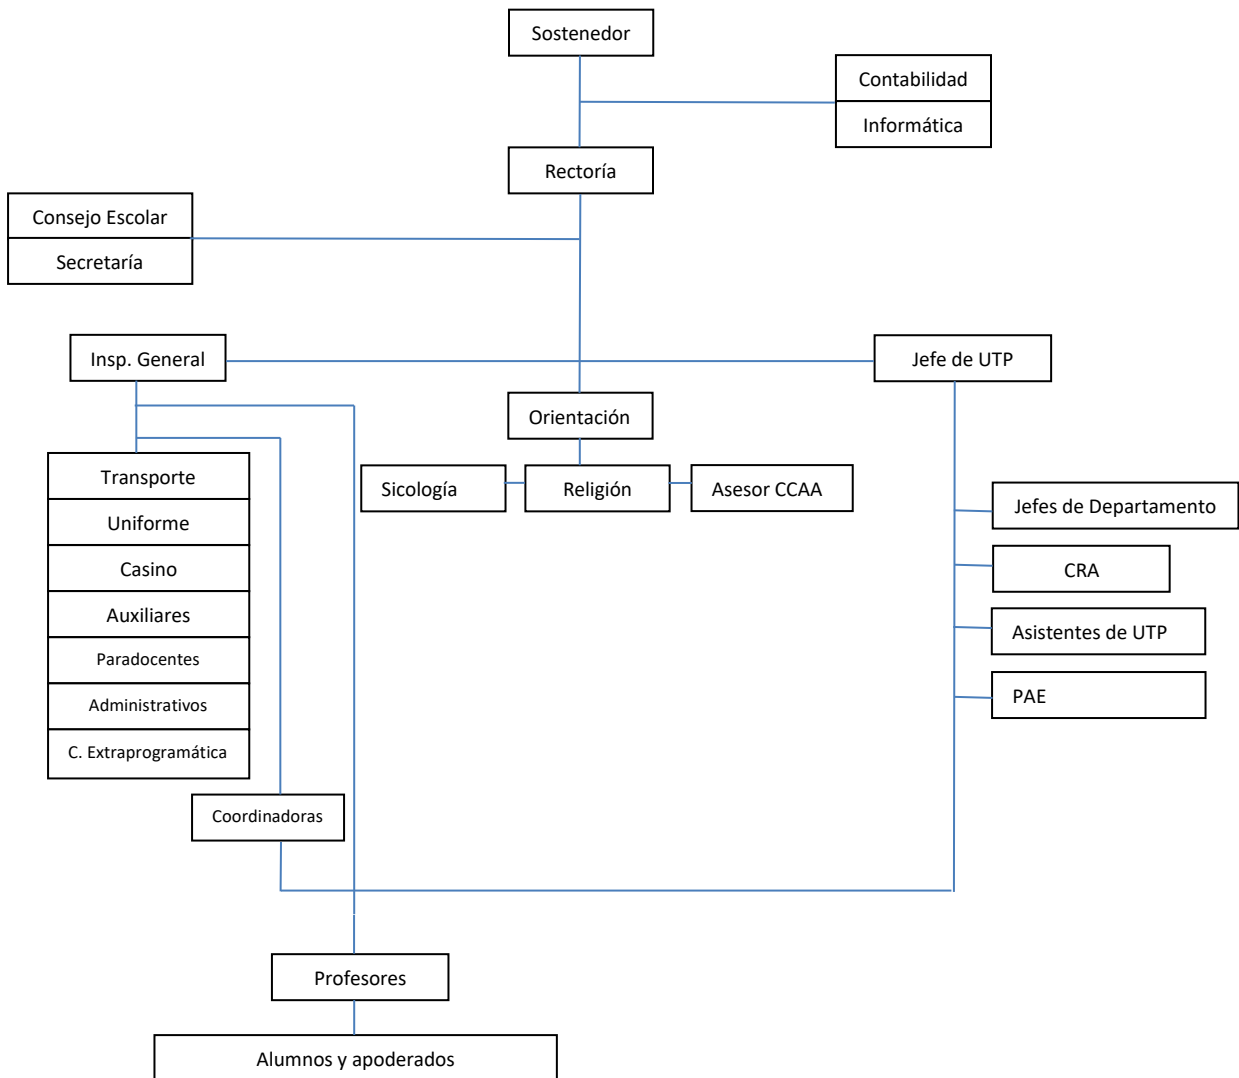 Sostenedor
Contabilidad
Informática
Rectoría
Consejo Escolar
Secretaría
Insp. General
Jefe de UTP
Orientación
Sicología
Religión
Asesor CCAA
Transporte
Uniforme
Casino
Auxiliares
Paradocentes
Administrativos
C. Extraprogramática
Jefes de Departamento
CRA
Asistentes de UTP
PAE
Coordinadoras
Profesores
Alumnos y apoderados